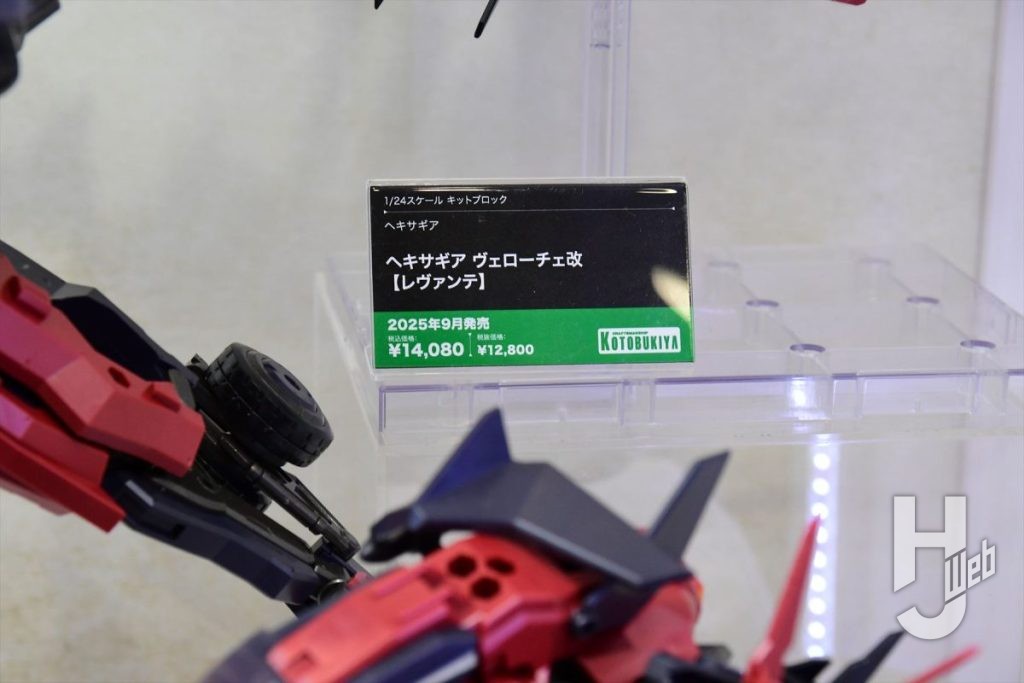 1/24スケール キットブロック
ヘキサギア
ヘキサギア ヴェローチェ改
【レヴァンテ】
2025年9月発売
税込価格: 税抜価格:
¥14,080 ¥12,800
KOTOBUKIYA
HJ Web